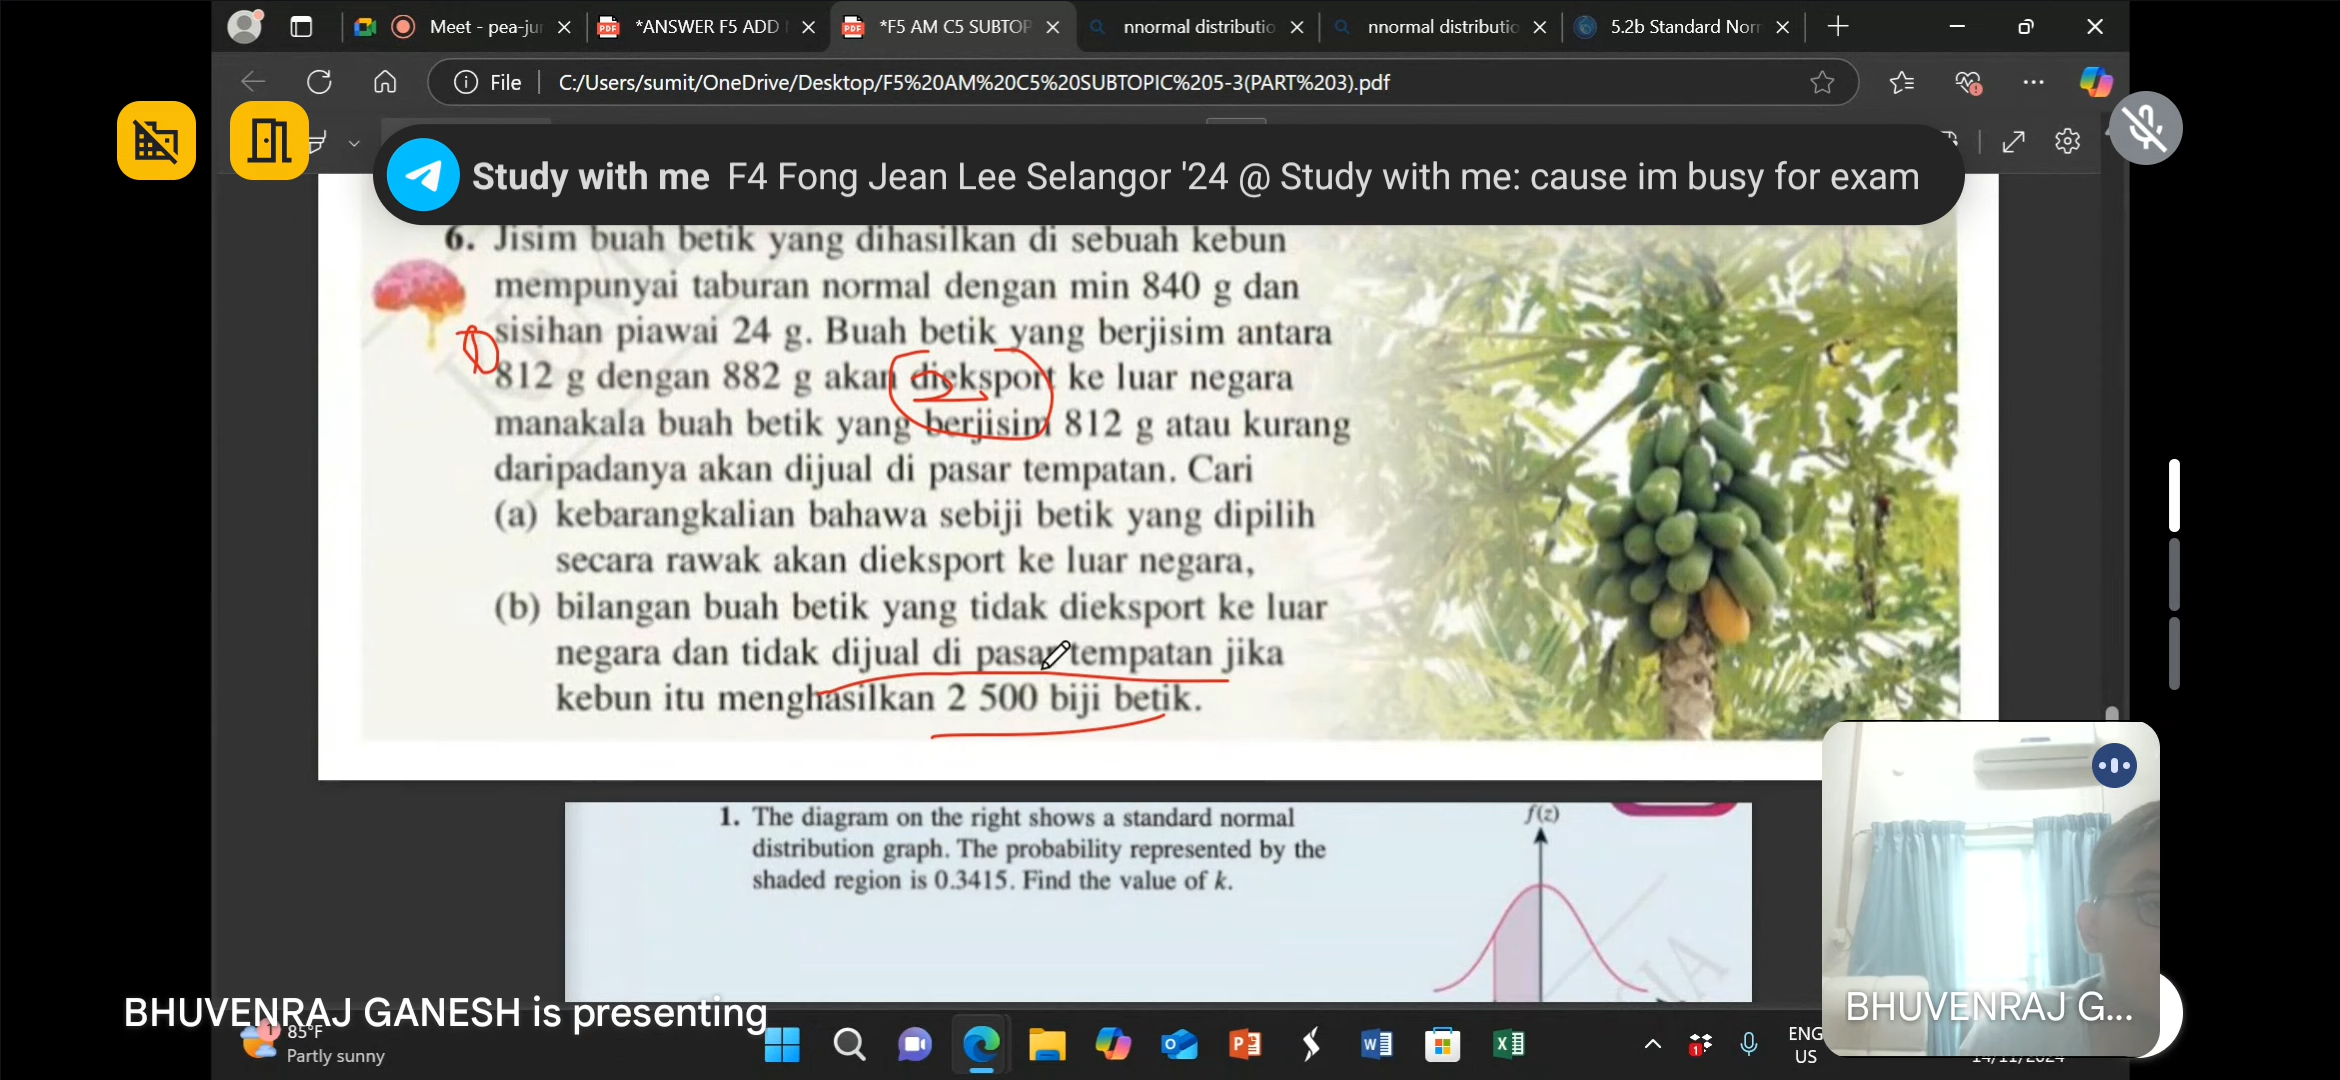 Meet - pea-ju
*ANSWER F5 ADD
*F5 AM C5 SUBTOP
nnormal distributio
nnormal distributio
5.2b Standard Nor
File
C:/Users/sumit/OneDrive/Desktop/F5%20AM%20C5%20SUBTOPIC%205-3(PART%203).pdf
Study with me F4 Fong Jean Lee Selangor '24 @ Study with me: cause im busy for exam
6. Jisim buah betik yang dihasilkan di sebuah kebun
mempunyai taburan normal dengan min 840 g dan
sisihan piawai 24 g. Buah betik yang berjisim antara
812 g dengan 882 g akan dieksport ke luar negara
manakala buah betik yang berjisim 812 g atau kurang
daripadanya akan dijual di pasar tempatan. Cari
(a) kebarangkalian bahawa sebiji betik yang dipilih
secara rawak akan dieksport ke luar negara,
(b) bilangan buah betik yang tidak dieksport ke luar
negara dan tidak dijual di pasar tempatan jika
kebun itu menghasilkan 2 500 biji betik.
1. The diagram on the right shows a standard normal
distribution graph. The probability represented by the
shaded region is 0.3415. Find the value of k.
f(z)
BHUVENRAJ GANESH is presenting
BHUVENRAJ G...
85°F
Partly sunny
ENG
US
14/11/2024